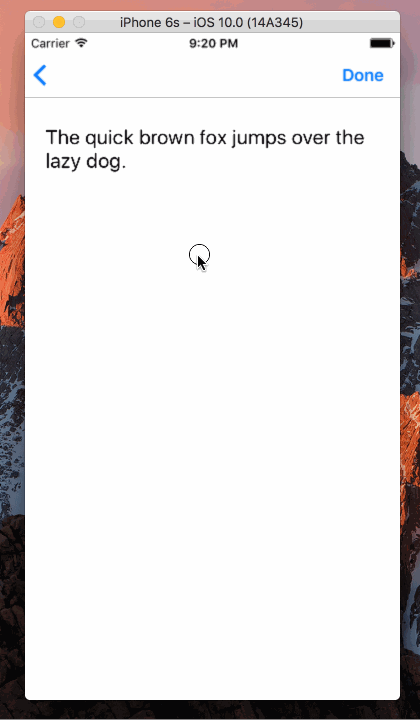 iPhone 6s – iOS 10.0 (14A345)
Carrier 9:20 PM
Done
The quick brown fox jumps over the
lazy dog.